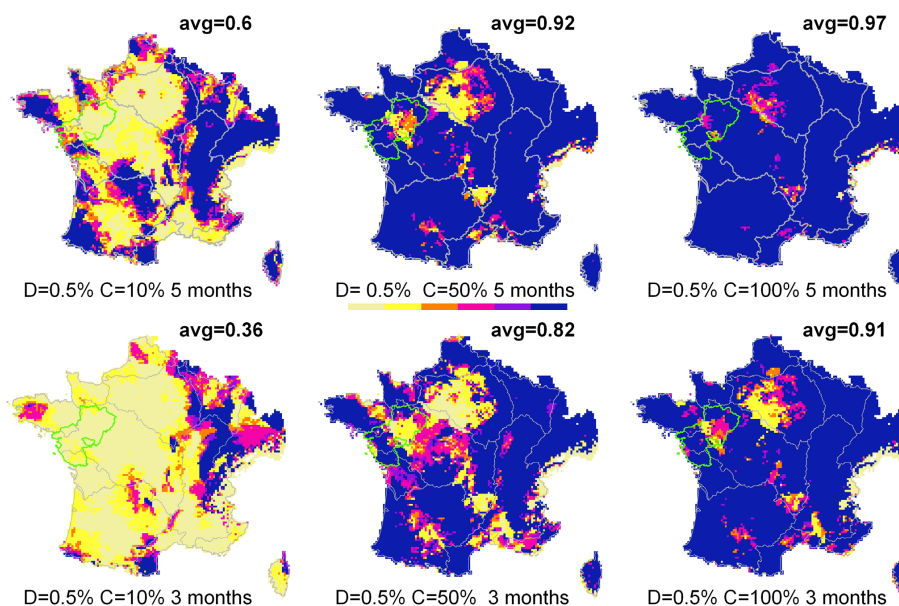 avg=0.6
avg=0.92
avg=0.97
D=0.5% C=10% 5 months
D= 0.5% C=50% 5 months
D=0.5% C=100% 5 months
avg=0.36
avg=0.82
avg=0.91
D=0.5% C=10% 3 months
D=0.5% C=50% 3 months
D=0.5% C=100% 3 months